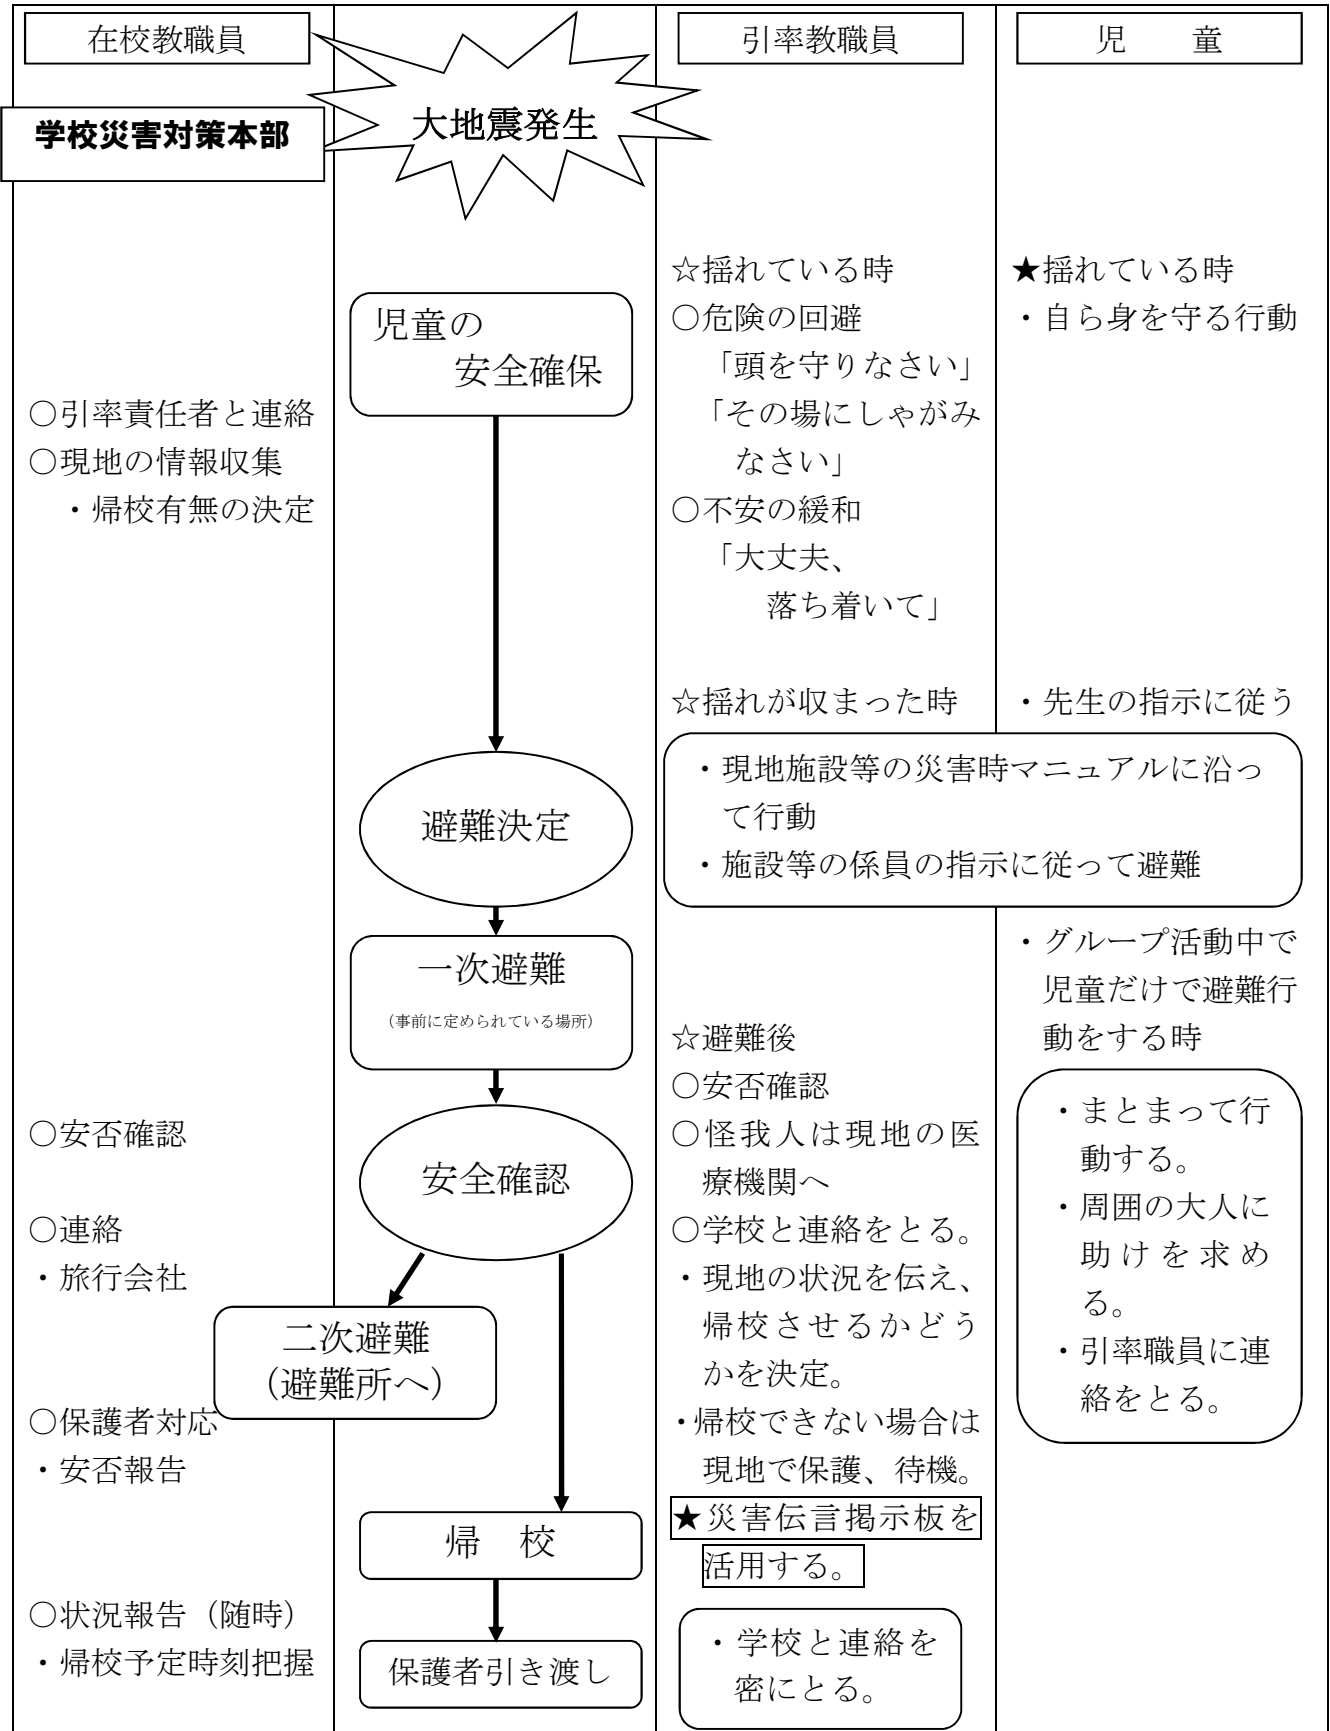 在校教職員
学校災害対策本部
〇引率責任者と連絡
〇現地の情報収集
・帰校有無の決定
〇安否確認
〇連絡
・旅行会社
〇保護者対応
・安否報告
〇状況報告（随時）
・帰校予定時刻把握
大地震発生
児童の
安全確保
避難決定
一次避難
（事前に定められている場所）
安全確認
二次避難
（避難所へ）
帰　校
保護者引き渡し
引率教職員
☆揺れている時
〇危険の回避
「頭を守りなさい」
「その場にしゃがみ
なさい」
〇不安の緩和
「大丈夫、
落ち着いて」
☆揺れが収まった時
・現地施設等の災害時マニュアルに沿っ
て行動
・施設等の係員の指示に従って避難
☆避難後
〇安否確認
〇怪我人は現地の医
療機関へ
〇学校と連絡をとる。
・現地の状況を伝え、
帰校させるかどう
かを決定。
・帰校できない場合は
現地で保護、待機。
★災害伝言掲示板を
活用する。
・学校と連絡を
密にとる。
児　　童
★揺れている時
・自ら身を守る行動
・先生の指示に従う
・グループ活動中で
児童だけで避難行
動をする時
・まとまって行
動する。
・周囲の大人に
助けを求め
る。
・引率職員に連
絡をとる。